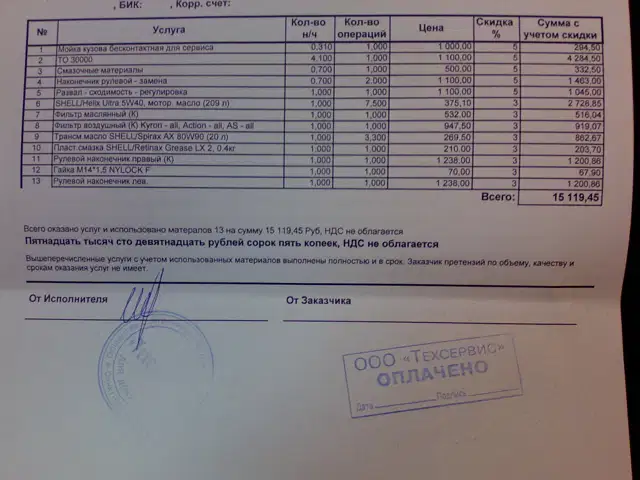 , БИК: , Корр. счет:
№ Услуга Кол-во н/ч Кол-во операций Цена Скидка % Сумма с учетом скидки
1 Мойка кузова бесконтактная для сервиса 0,310 1,000 1 000,00 5 294,50
2 ТО 30000 4,100 1,000 1 100,00 5 4 284,50
3 Смазочные материалы 0,700 1,000 500,00 5 332,50
4 Наконечник рулевой - замена 0,700 2,000 1 100,00 5 1 463,00
5 Развал - сходимость - регулировка 1,000 1,000 1 100,00 5 1 045,00
6 SHELL/Helix Ultra 5W40, мотор. масло (209 л) 1,000 7,500 375,10 3 2 728,85
7 Фильтр маслянный (К) 1,000 1,000 532,00 3 516,04
8 Фильтр воздушный (К) Kyron - all, Action - all, AS - all 1,000 1,000 947,50 3 919,07
9 Трансм.масло SHELL/Spirax AX 80W90 (20 л) 1,000 3,300 269,50 3 862,67
10 Пласт.смазка SHELL/Retinax Grease LX 2, 0.4кг 1,000 1,000 210,00 3 203,70
11 Рулевой наконечник правый (К) 1,000 1,000 1 238,00 3 1 200,86
12 Гайка М14*1,5 NYLOCK F 1,000 1,000 70,00 3 67,90
13 Рулевой наконечник лев. 1,000 1,000 1 238,00 3 1 200,86
Всего: 15 119,45
Всего оказано услуг и использовано материалов 13 на сумму 15 119,45 Руб, НДС не облагается
Пятнадцать тысяч сто девятнадцать рублей сорок пять копеек, НДС не облагается
Вышеперечисленные услуги с учетом использованных материалов выполнены полностью и в срок. Заказчик претензий по объему, качеству и
срокам оказания услуг не имеет.
От Исполнителя От Заказчика
ООО «Техсервис»
ОПЛАЧЕНО
Дата Подпись